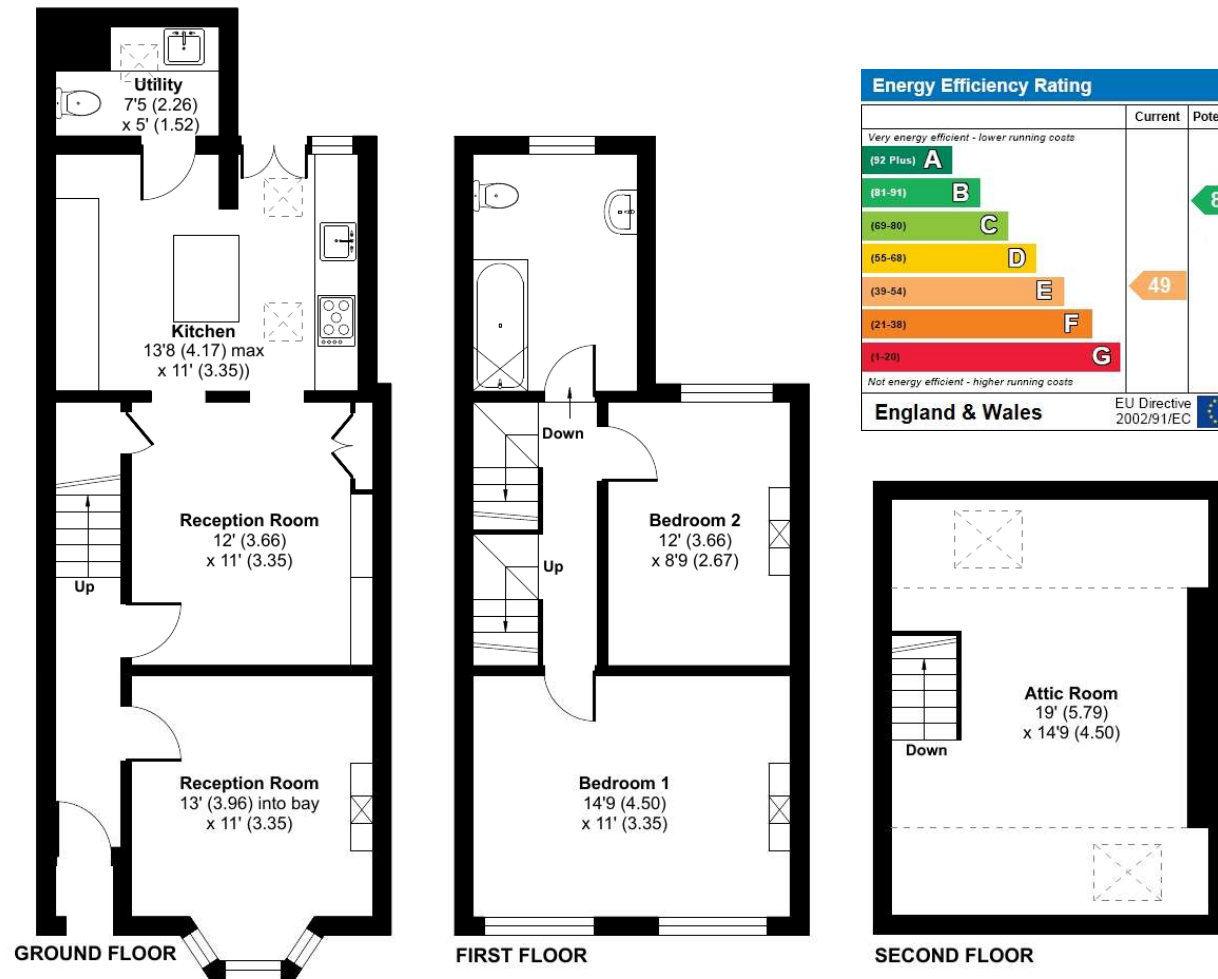 Utility
7'5 (2.26)
x 5' (1.52)
Kitchen
13'8 (4.17) max
x 11' (3.35))
Reception Room
12' (3.66)
x 11' (3.35)
Up
Reception Room
13' (3.96) into bay
x 11' (3.35)
GROUND FLOOR
Down
Up
Bedroom 2
12' (3.66)
x 8'9 (2.67)
Bedroom 1
14'9 (4.50)
x 11' (3.35)
FIRST FLOOR
Energy Efficiency Rating
Current
Very energy efficient - lower running costs
(92 Plus) A
(81-91) B
(69-80) C
(55-68) D
(39-54) E
49
(21-38) F
(1-20) G
Not energy efficient - higher running costs
England & Wales
EU Directive
2002/91/EC
Attic Room
19' (5.79)
x 14'9 (4.50)
Down
SECOND FLOOR